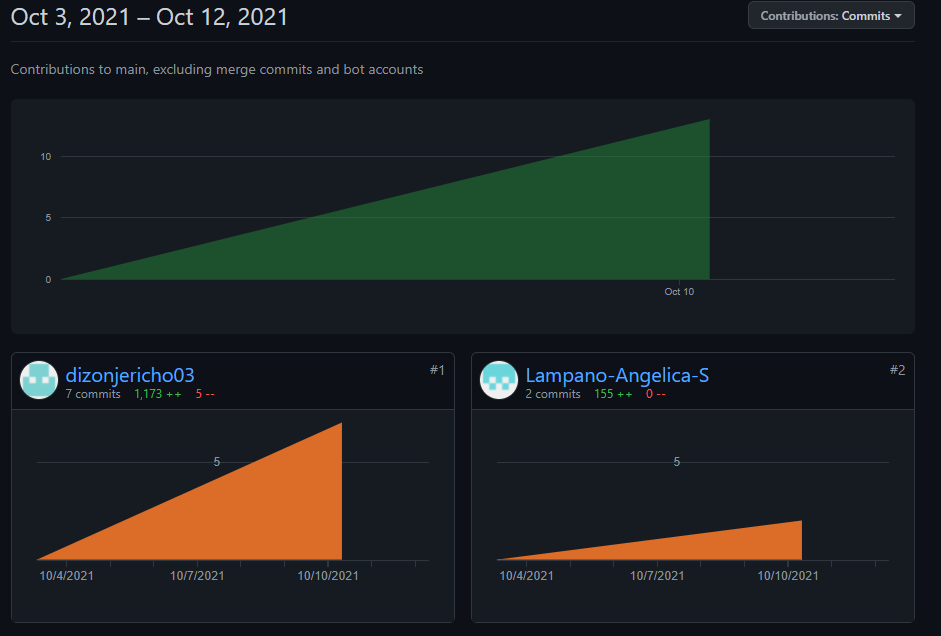 Oct 3, 2021 – Oct 12, 2021
Contributions: Commits
Contributions to main, excluding merge commits and bot accounts
10
5
0
Oct 10
dizonjericho03
#1
7 commits 1,173 ++ 5 --
5
10/4/2021 10/7/2021 10/10/2021
Lampano-Angelica-S
#2
2 commits 155 ++ 0 --
5
10/4/2021 10/7/2021 10/10/2021